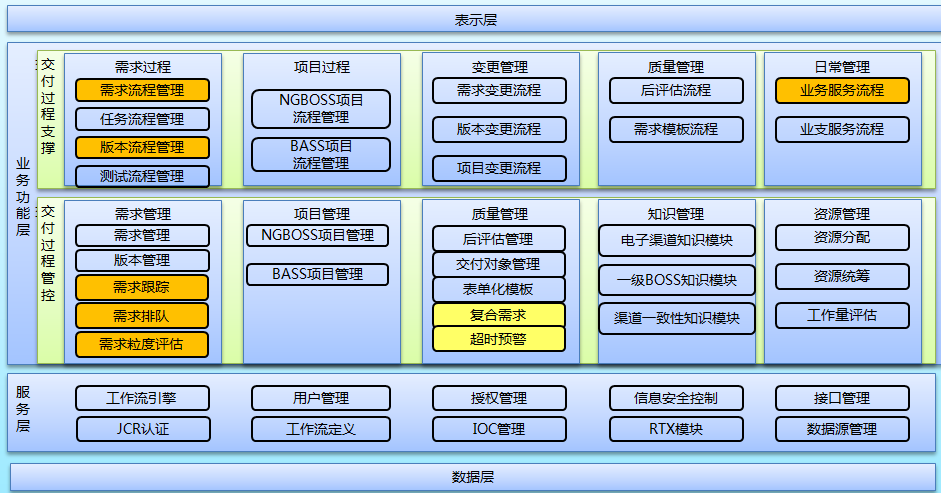 表示层
业务功能层
交付过程支撑
需求过程
需求流程管理
任务流程管理
版本流程管理
测试流程管理
项目过程
NGBOSS项目
流程管理
BASS项目
流程管理
变更管理
需求变更流程
版本变更流程
项目变更流程
质量管理
后评估流程
需求模板流程
日常管理
业务服务流程
业支服务流程
交付过程管控
需求管理
需求管理
版本管理
需求跟踪
需求排队
需求粒度评估
项目管理
NGBOSS项目管理
BASS项目管理
质量管理
后评估管理
交付对象管理
表单化模板
复合需求
超时预警
知识管理
电子渠道知识模块
一级BOSS知识模块
渠道一致性知识模块
资源管理
资源分配
资源统筹
工作量评估
服务层
工作流引擎
用户管理
授权管理
信息安全控制
接口管理
JCR认证
工作流定义
IOC管理
RTX模块
数据源管理
数据层